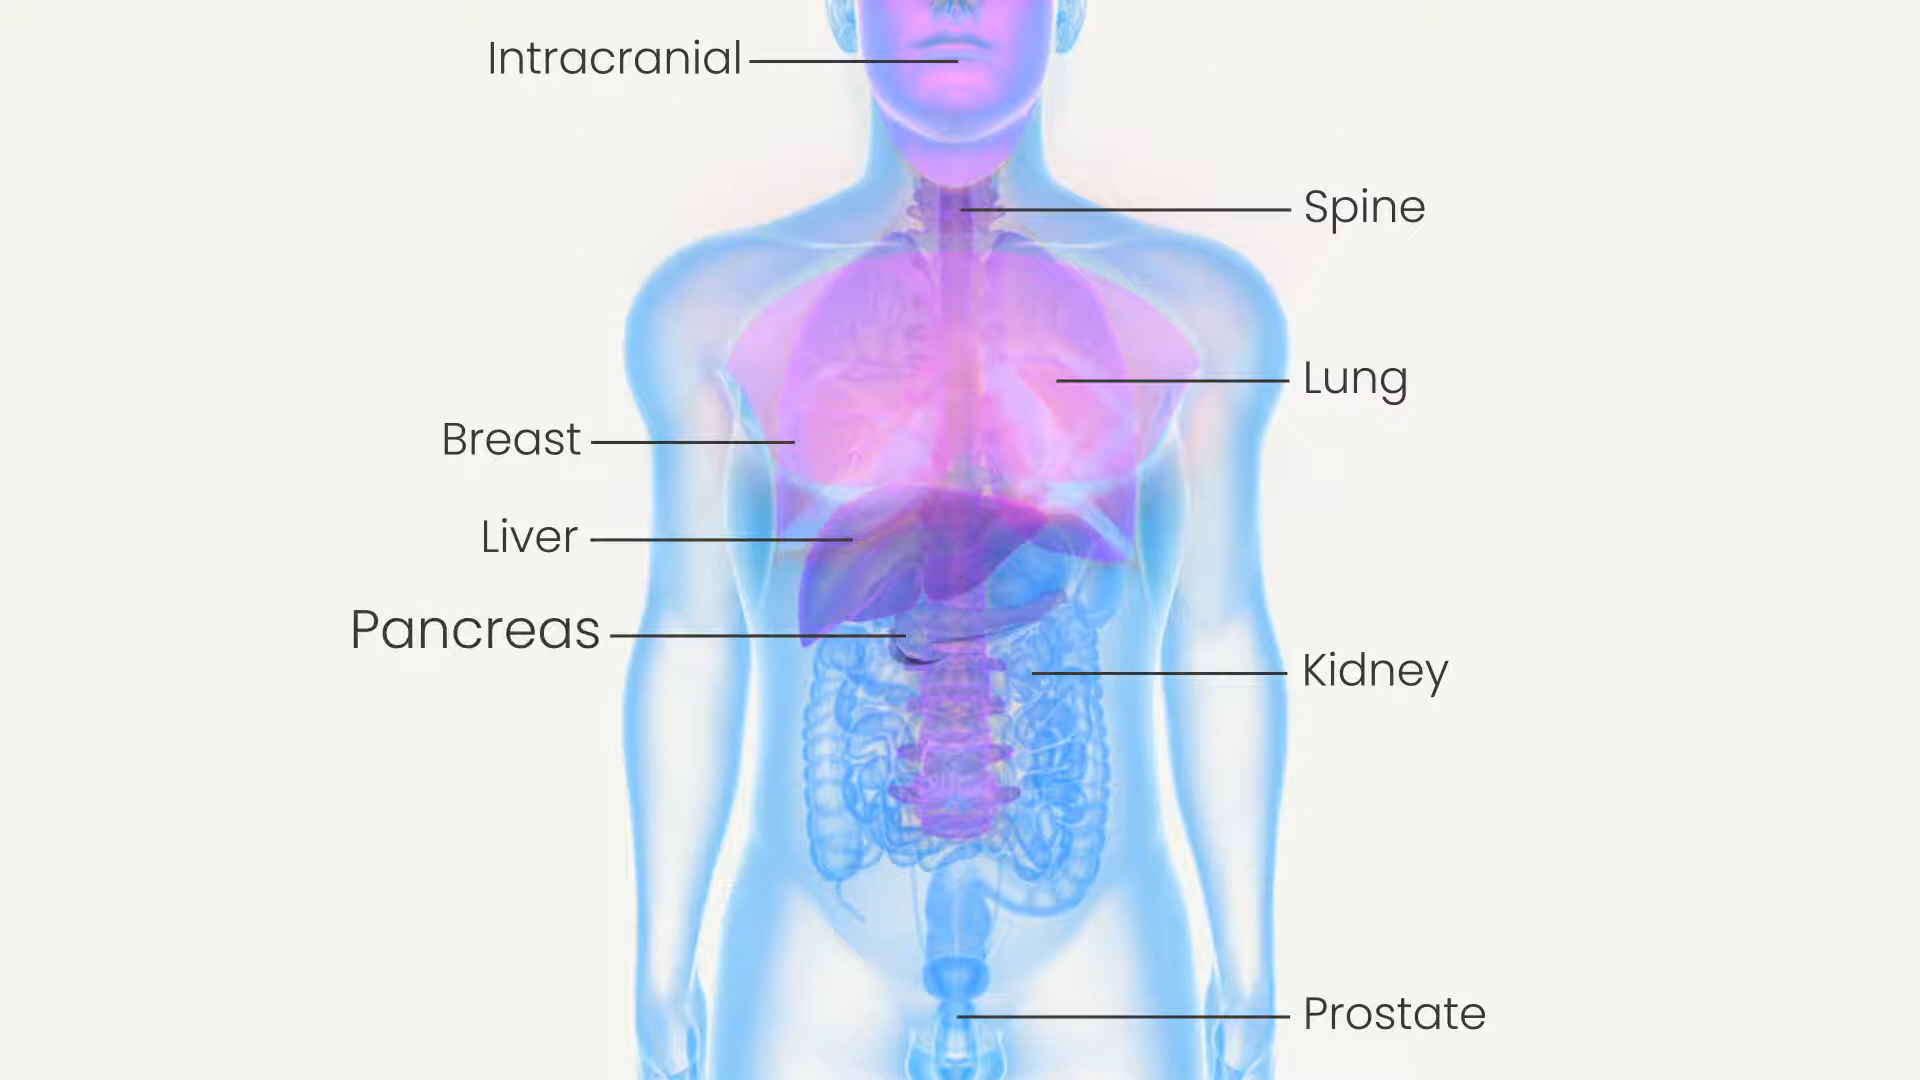 Intracranial
Spine
Lung
Breast
Liver
Pancreas
Kidney
Prostate